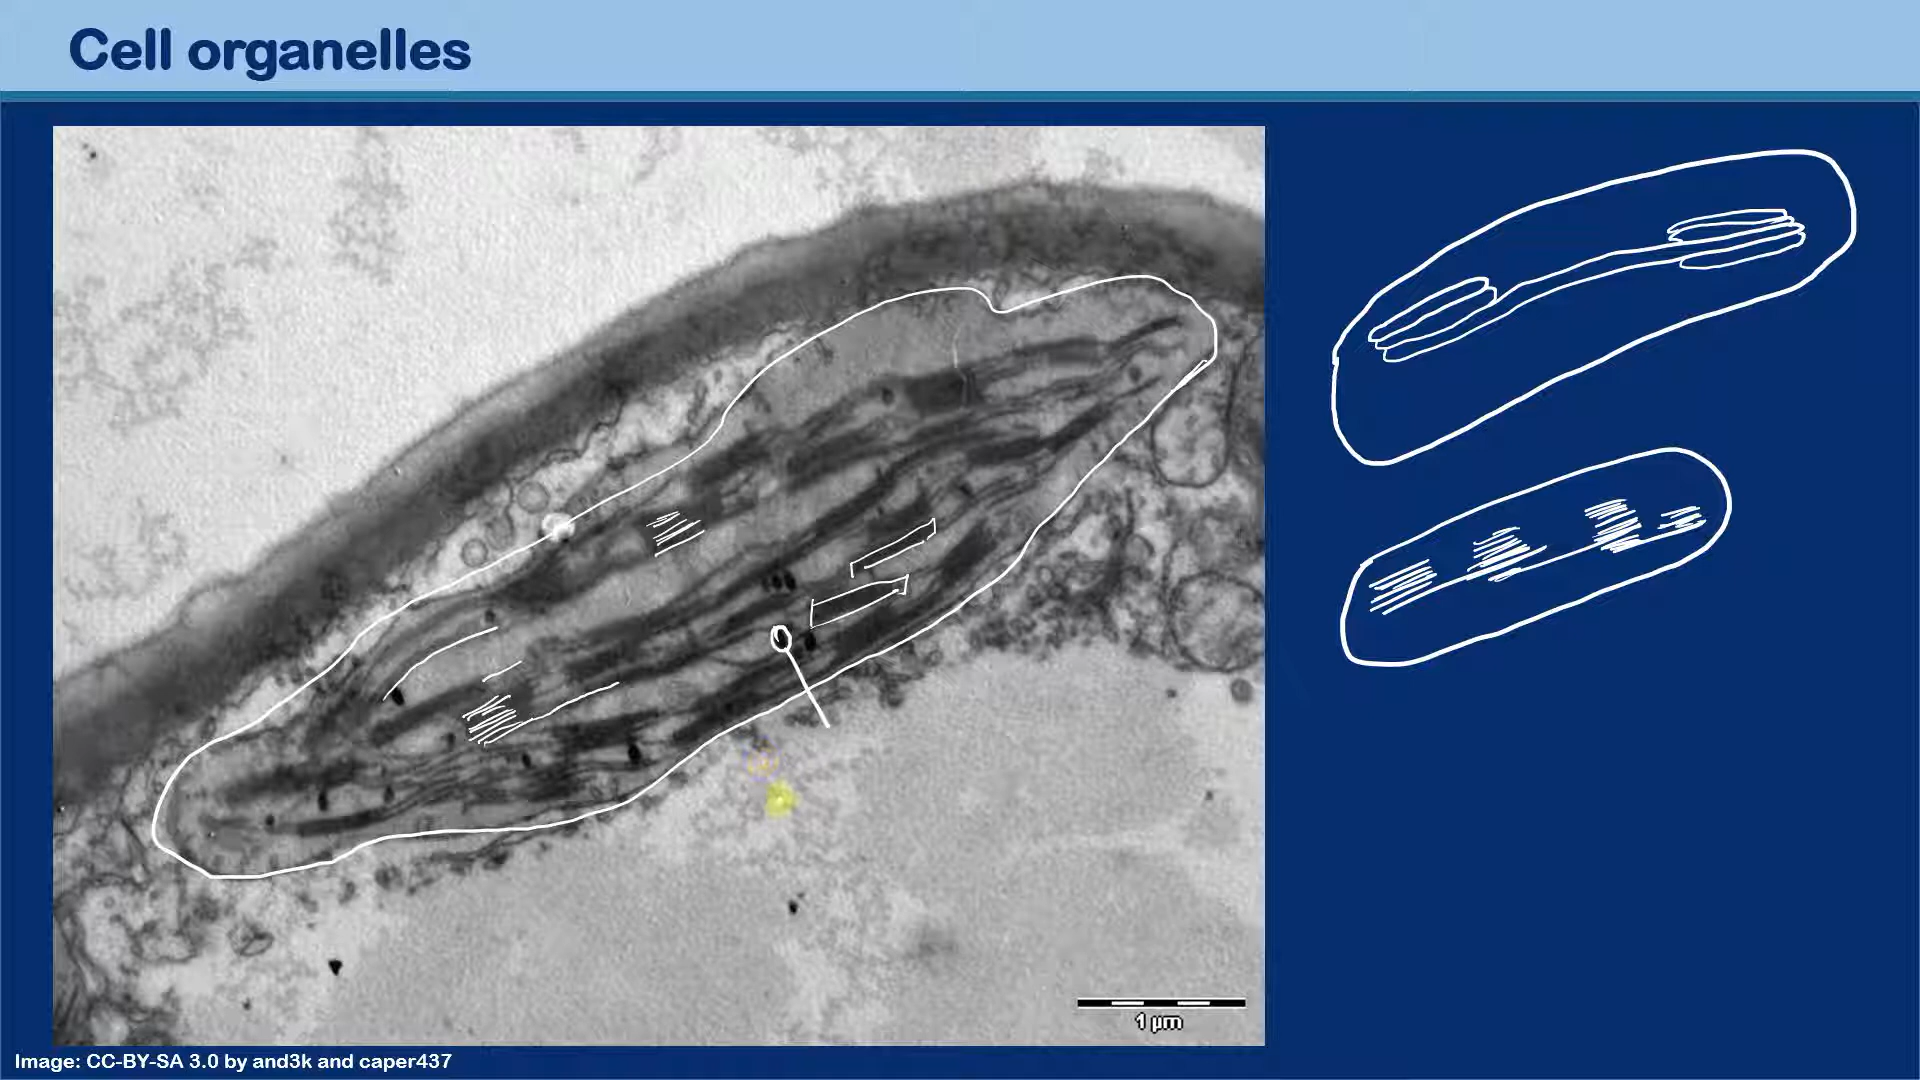 Cell organelles
1 µm
Image: CC-BY-SA 3.0 by and3k and caper437